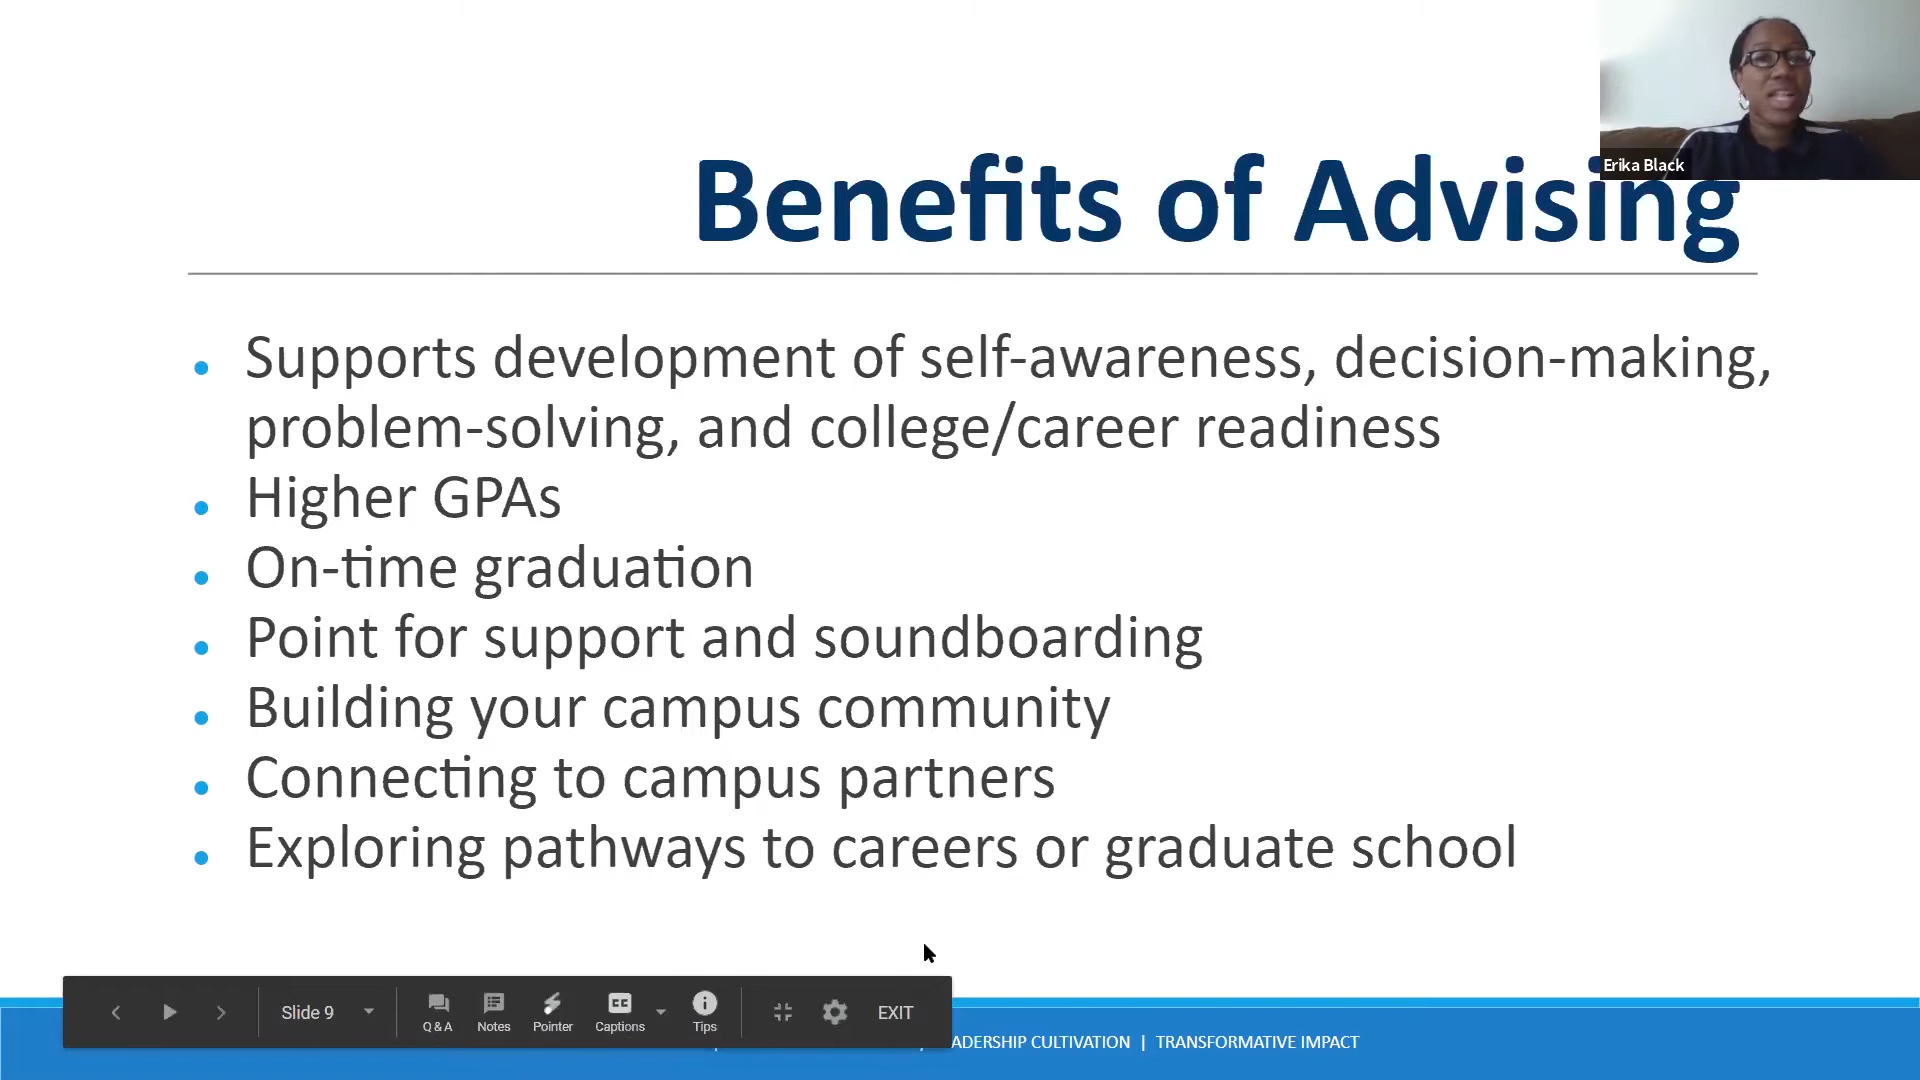 Erika Black
Benefits of Advising
Supports development of self-awareness, decision-making,
problem-solving, and college/career readiness
Higher GPAs
On-time graduation
Point for support and soundboarding
Building your campus community
Connecting to campus partners
Exploring pathways to careers or graduate school
Slide 9
Q & A
Notes
Pointer
CC
Captions
Tips
EXIT
ADERSHIP CULTIVATION | TRANSFORMATIVE IMPACT